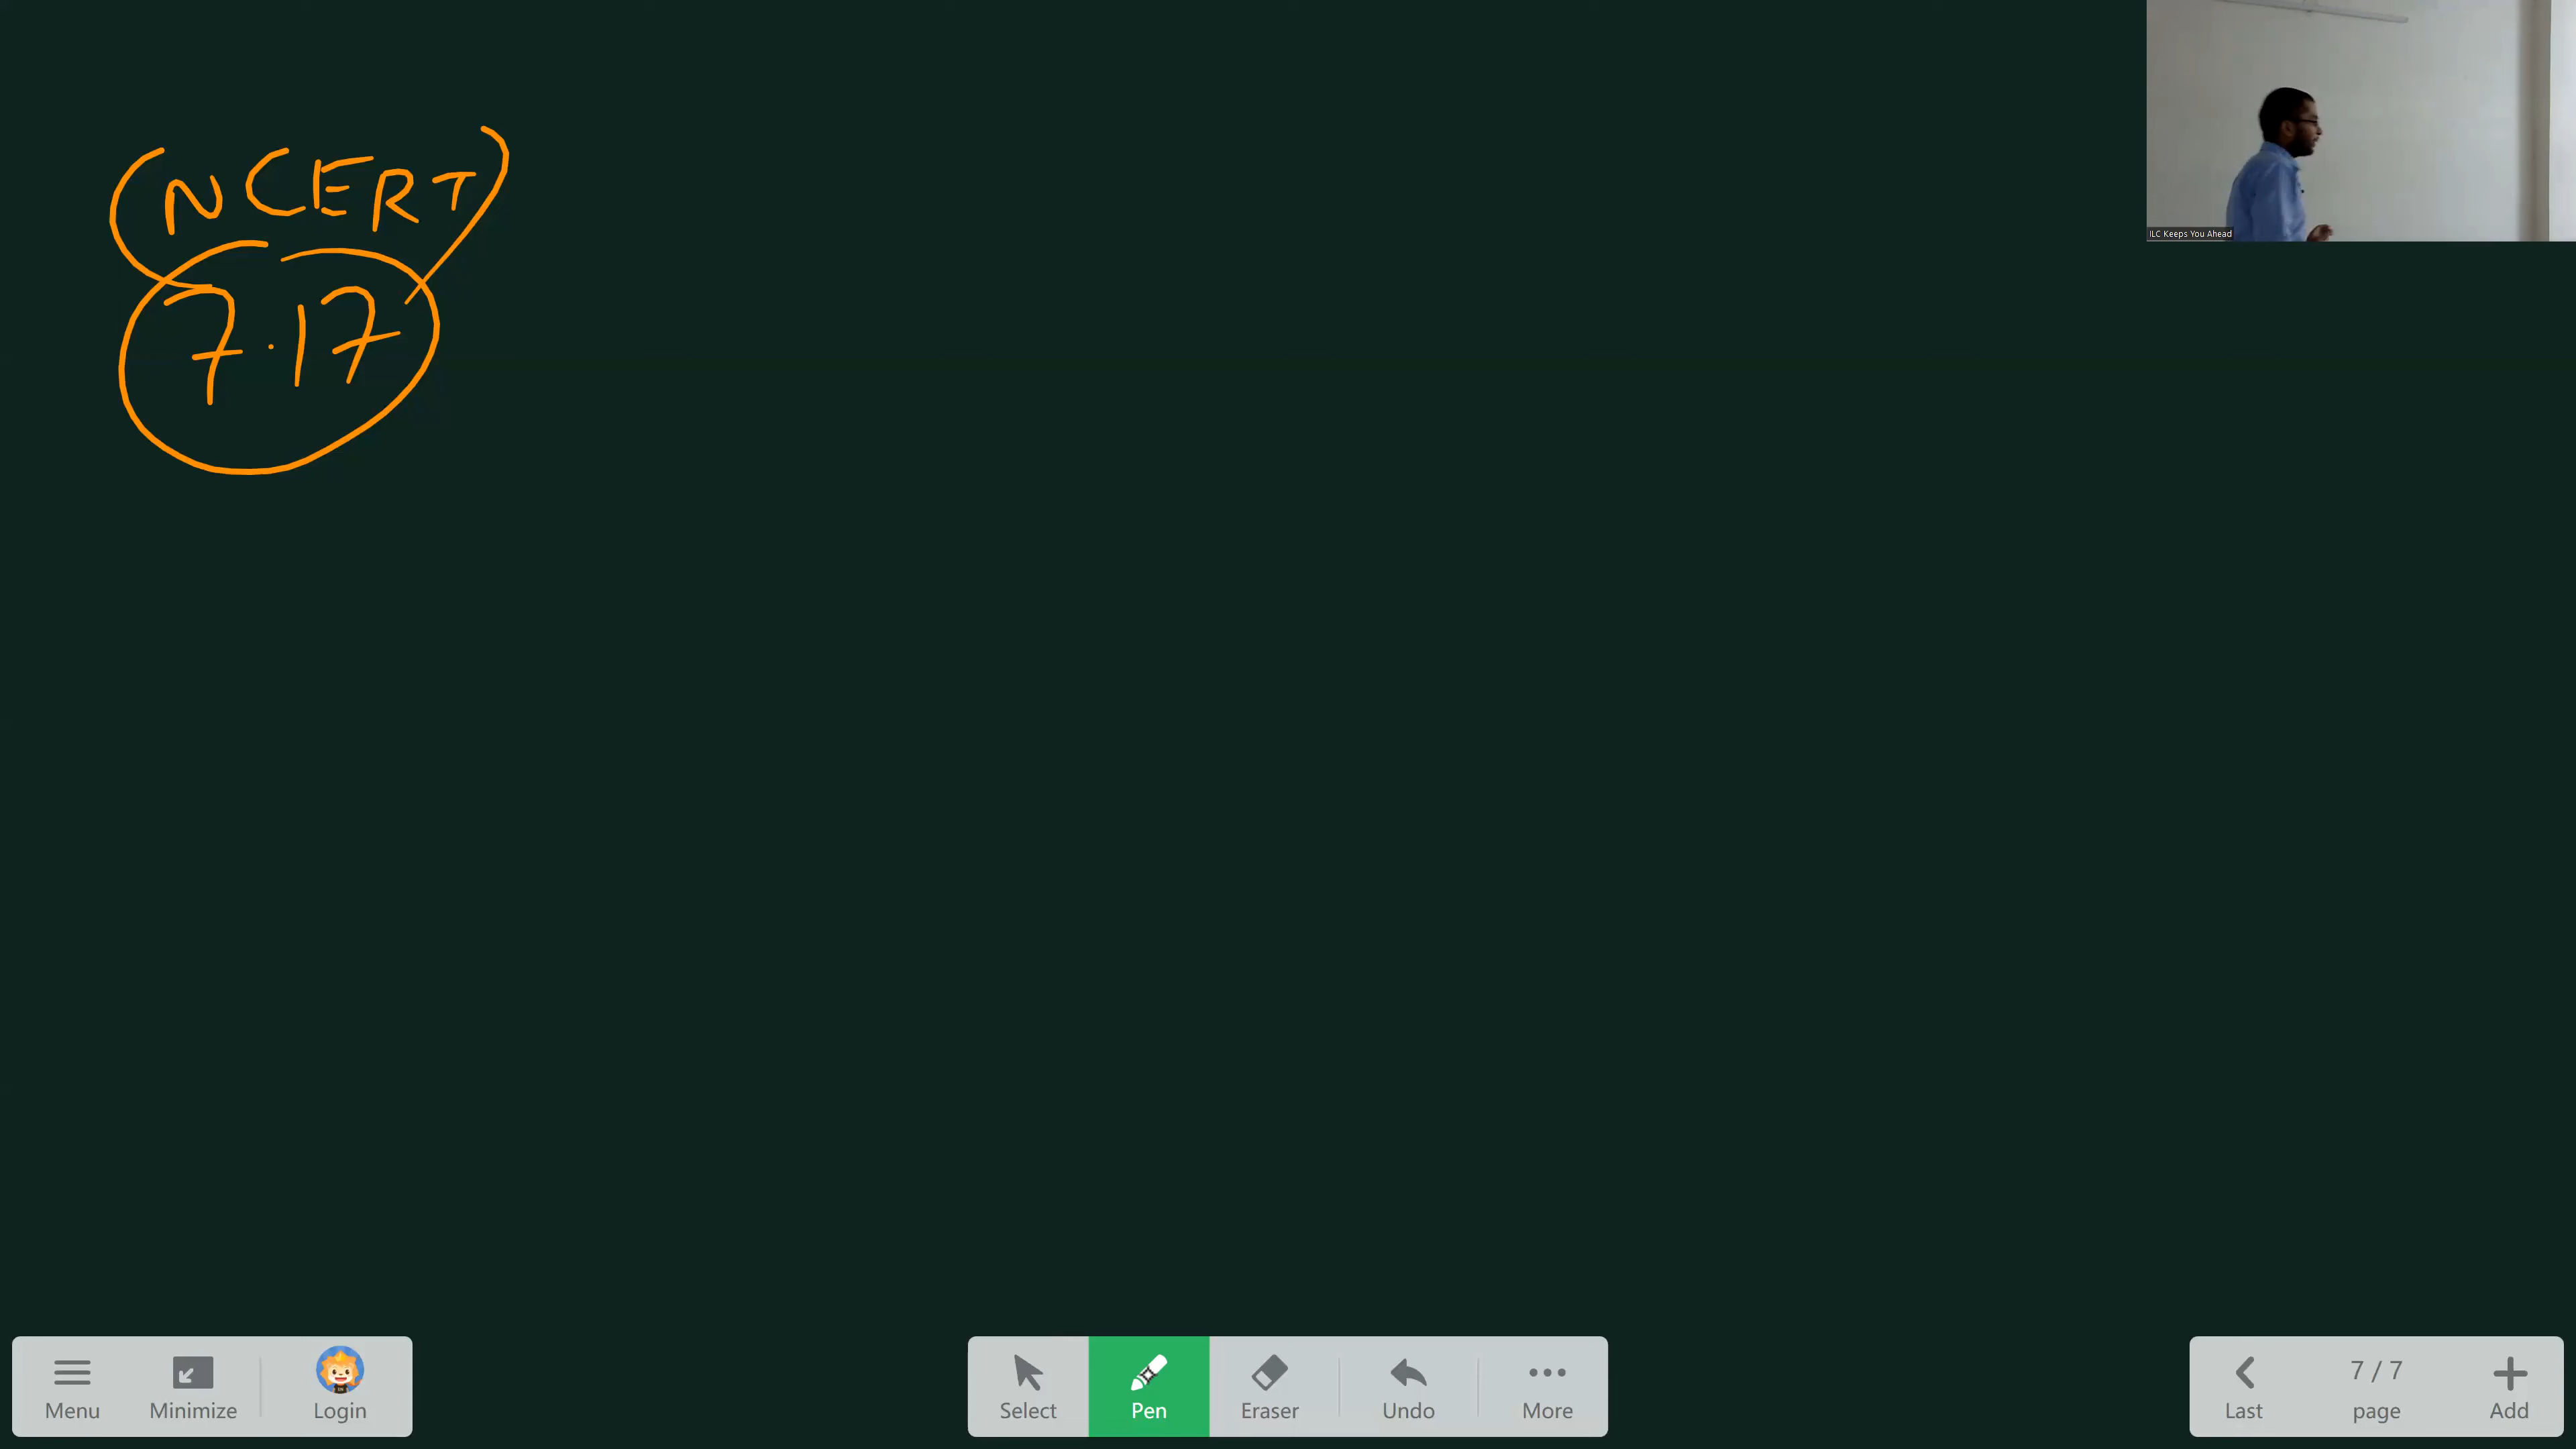 NCERT
7.17
ILC Keeps You Ahead
Menu
Minimize
Login
Select
Pen
Eraser
Undo
More
Last
7 / 7
page
Add